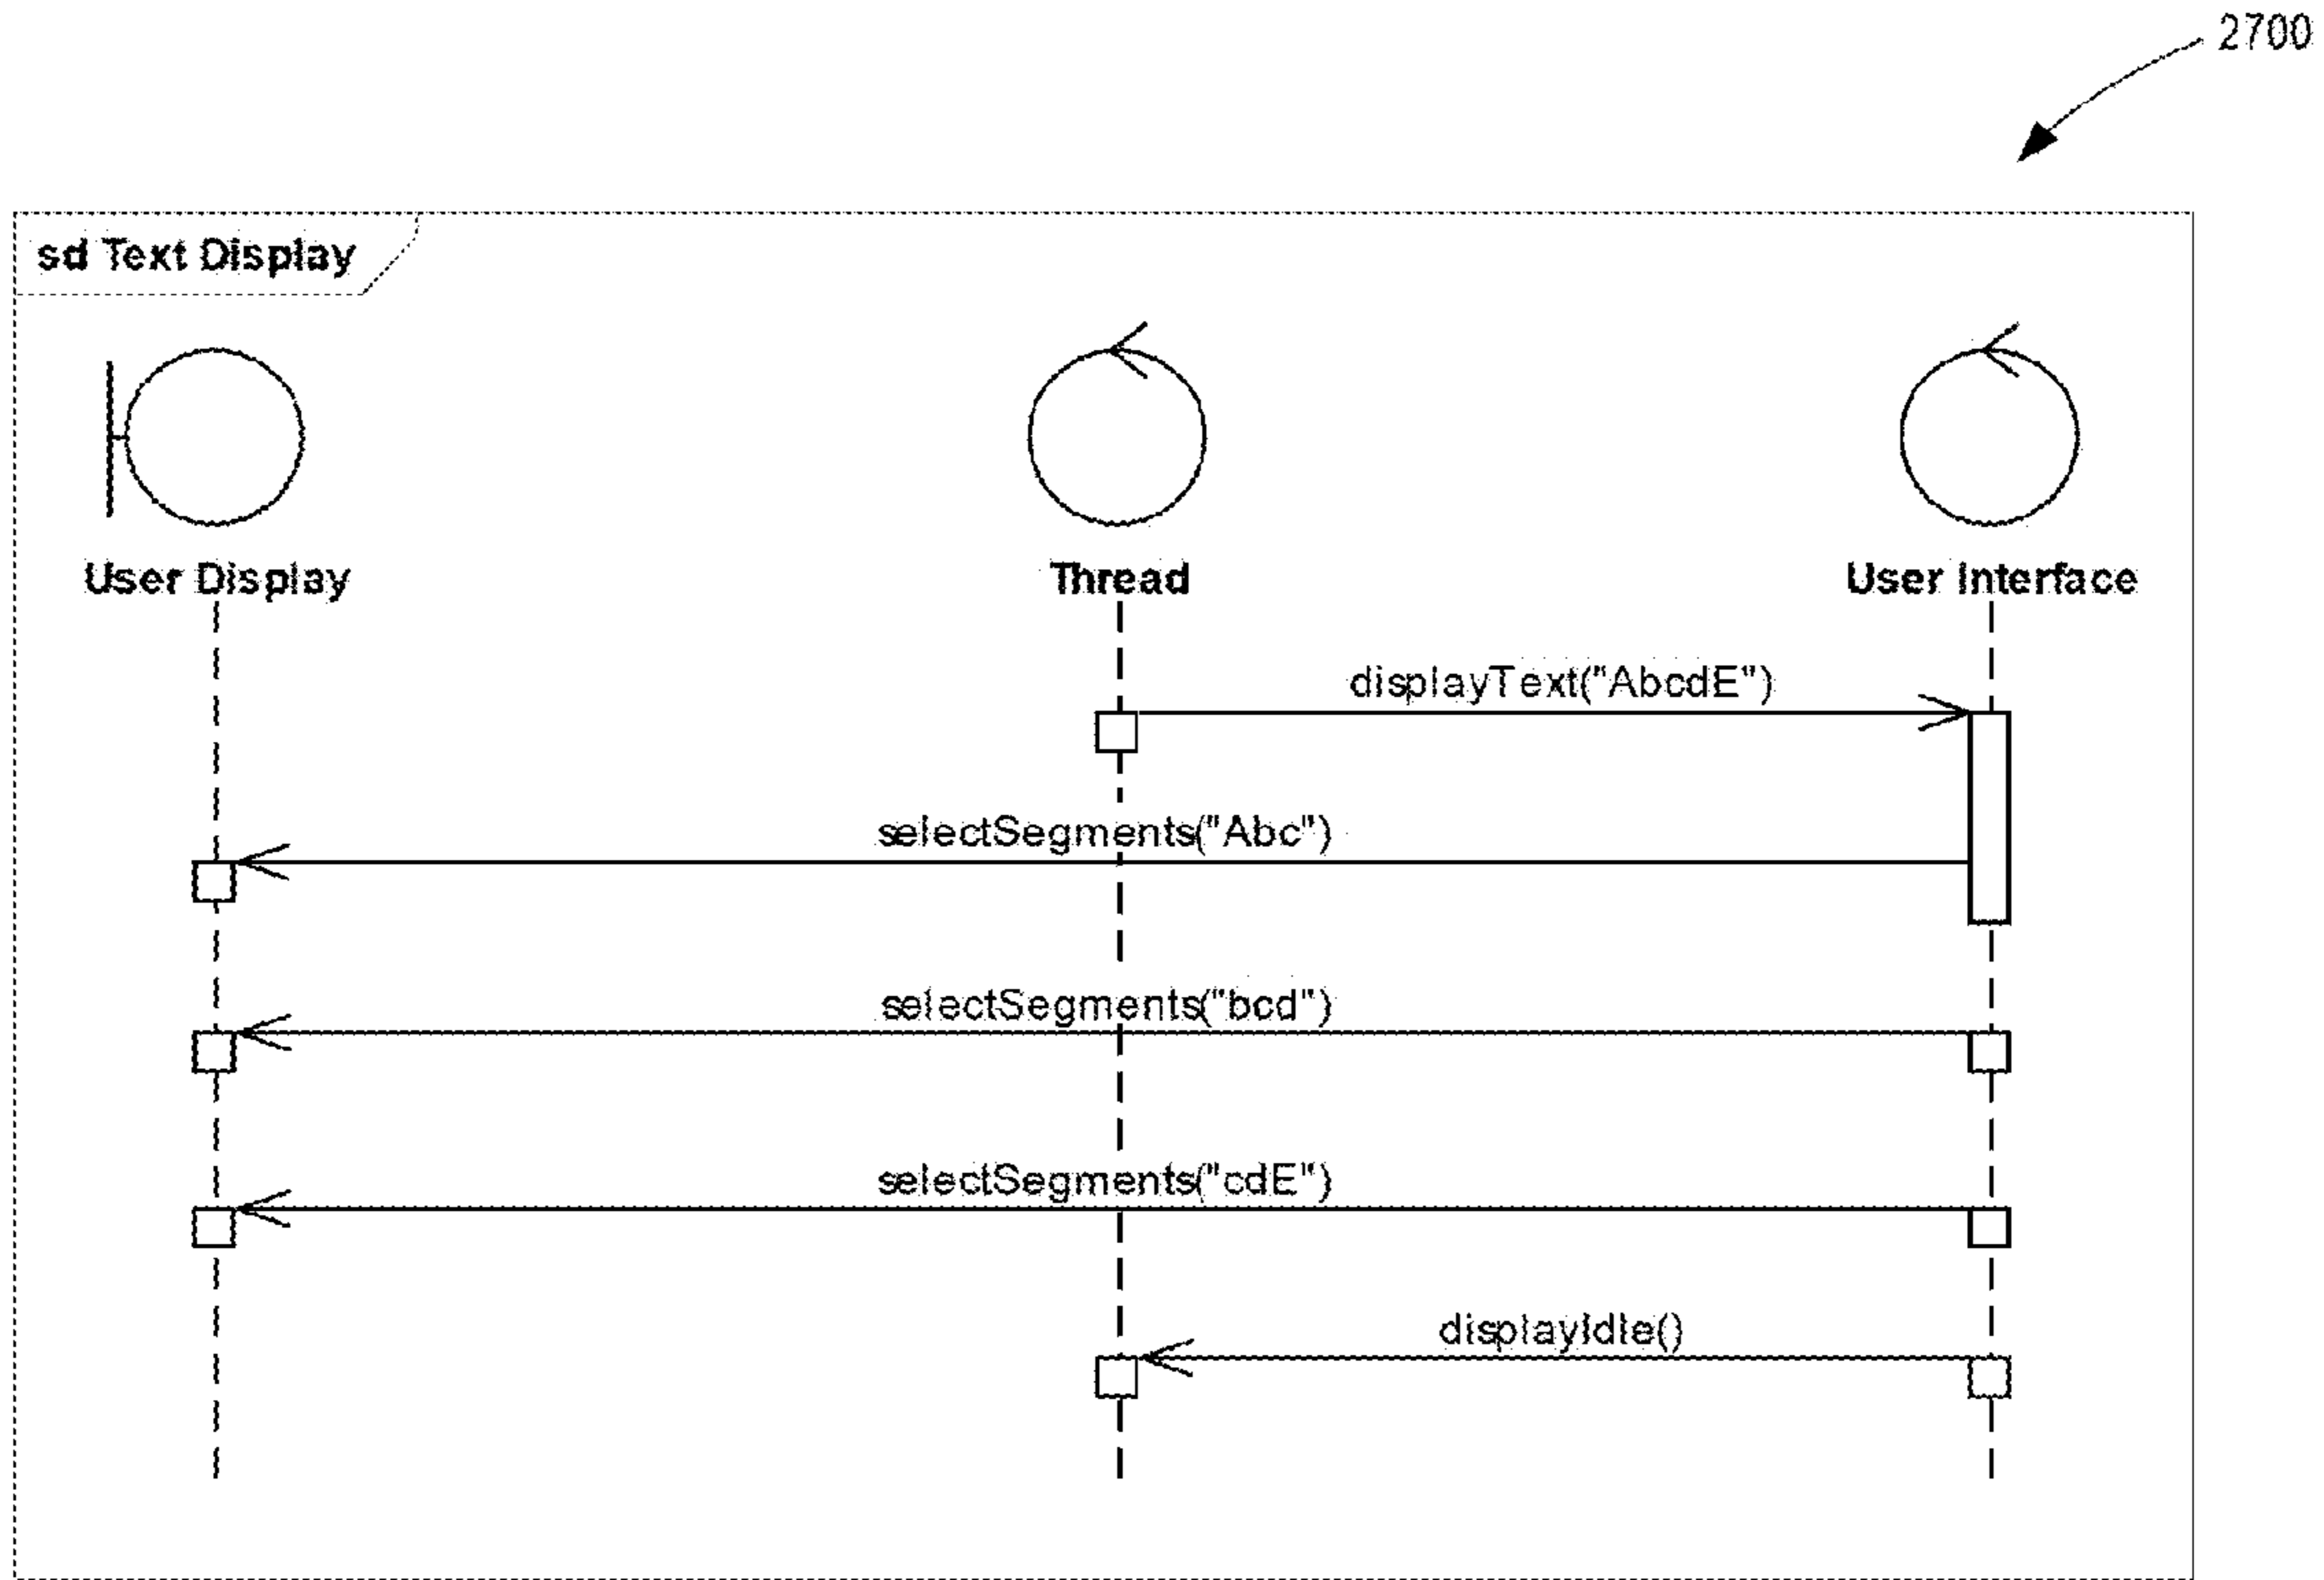 2700
sd Text Display
User Display
Thread
User Interface
displayText("AbcdE")
selectSegments("Abc")
selectSegments("bcd")
selectSegments("cdE")
displayIdle()